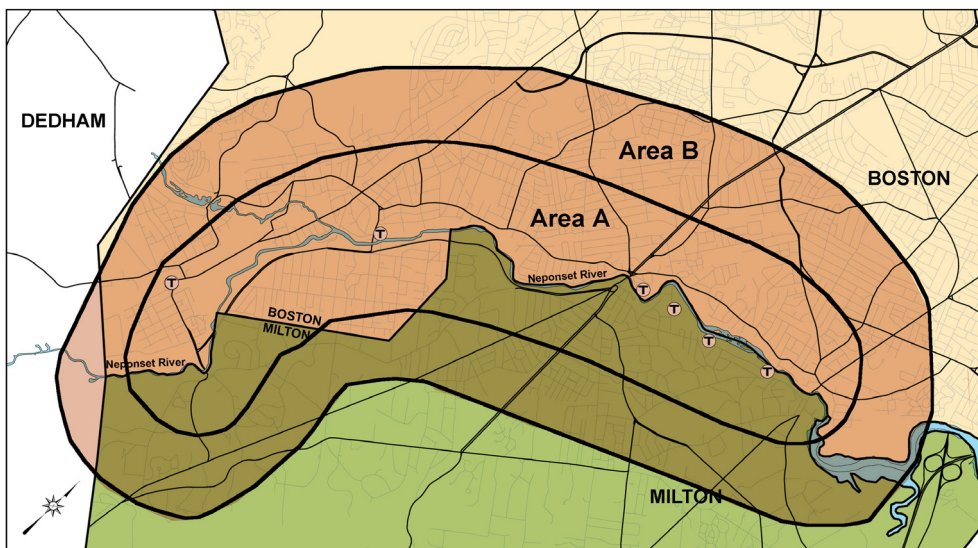 DEDHAM
Area B
BOSTON
Area A
T
Neponset River
T
T
BOSTON
MILTON
T
T
Neponset River
T
MILTON